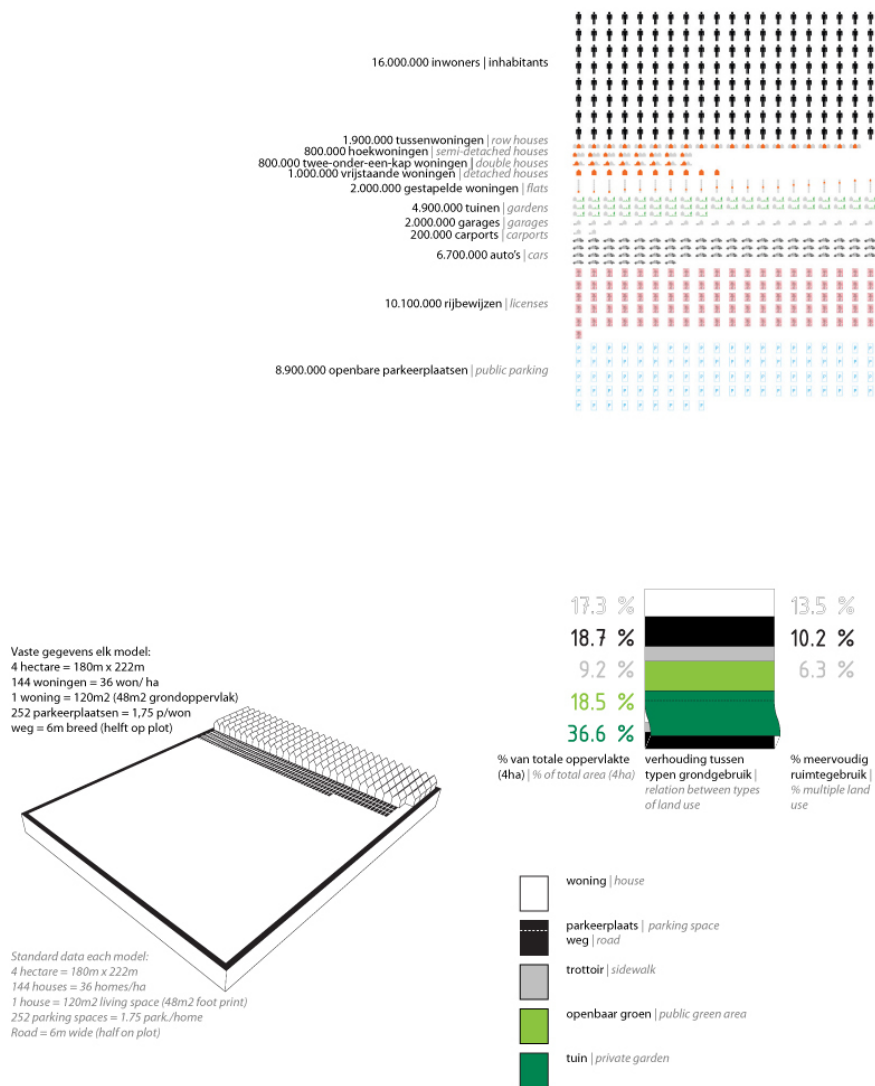 16.000.000 inwoners | inhabitants
1.900.000 tussenwoningen | row houses
800.000 hoekwoningen | semi-detached houses
800.000 twee-onder-een-kap woningen | double houses
1.000.000 vrijstaande woningen | detached houses
2.000.000 gestapelde woningen | flats
4.900.000 tuinen | gardens
2.000.000 garages | garages
200.000 carports | carports
6.700.000 auto's | cars
10.100.000 rijbewijzen | licenses
8.900.000 openbare parkeerplaatsen | public parking
Vaste gegevens elk model:
4 hectare = 180m x 222m
144 woningen = 36 won/ ha
1 woning = 120m2 (48m2 grondoppervlak)
252 parkeerplaatsen = 1,75 p/won
weg = 6m breed (helft op plot)
Standard data each model:
4 hectare = 180m x 222m
144 houses = 36 homes/ha
1 house = 120m2 living space (48m2 foot print)
252 parking spaces = 1.75 park./home
Road = 6m wide (half on plot)
17.3 %
18.7 %
9.2 %
18.5 %
36.6 %
% van totale oppervlakte
(4ha) | % of total area (4ha)
verhouding tussen
typen grondgebruik |
relation between types
of land use
13.5 %
10.2 %
6.3 %
% meervoudig
ruimtegebruik |
% multiple land
use
woning | house
parkeerplaats | parking space
weg | road
trottoir | sidewalk
openbaar groen | public green area
tuin | private garden